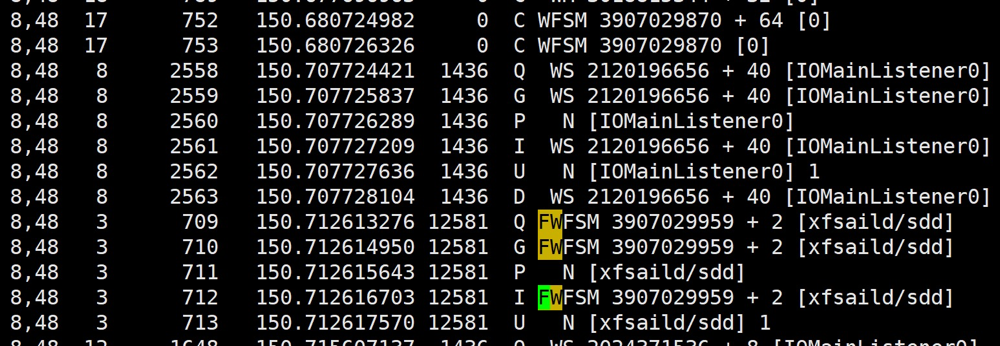 8,48 17 752 150.680724982 0 C WFSM 3907029870 + 64 [0]
8,48 17 753 150.680726326 0 C WFSM 3907029870 [0]
8,48 8 2558 150.707724421 1436 Q WS 2120196656 + 40 [IOMainListener0]
8,48 8 2559 150.707725837 1436 G WS 2120196656 + 40 [IOMainListener0]
8,48 8 2560 150.707726289 1436 P N [IOMainListener0]
8,48 8 2561 150.707727209 1436 I WS 2120196656 + 40 [IOMainListener0]
8,48 8 2562 150.707727636 1436 U N [IOMainListener0] 1
8,48 8 2563 150.707728104 1436 D WS 2120196656 + 40 [IOMainListener0]
8,48 3 709 150.712613276 12581 Q FWFSM 3907029959 + 2 [xfsaild/sdd]
8,48 3 710 150.712614950 12581 G FWFSM 3907029959 + 2 [xfsaild/sdd]
8,48 3 711 150.712615643 12581 P N [xfsaild/sdd]
8,48 3 712 150.712616703 12581 I FWFSM 3907029959 + 2 [xfsaild/sdd]
8,48 3 713 150.712617570 12581 U N [xfsaild/sdd] 1